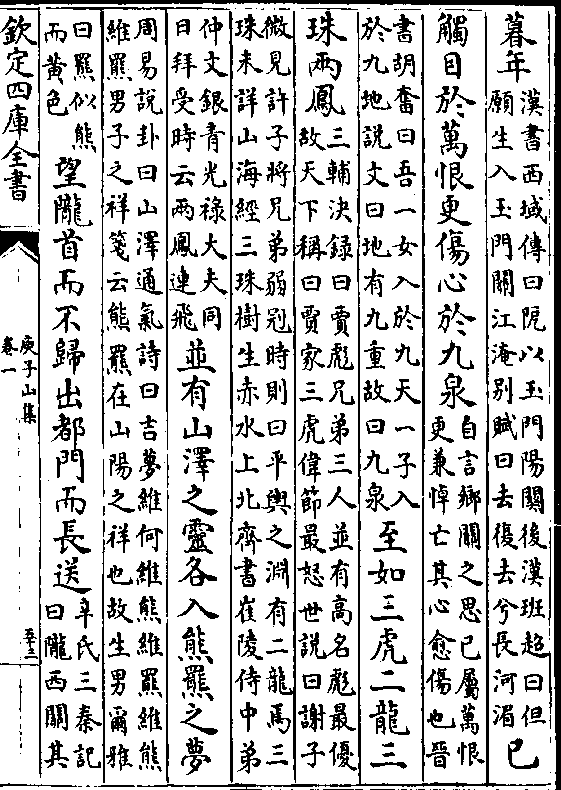 暮年漢書西域傳曰阨以玉門陽關後漢班超曰但
願生入玉門關江淹别賦曰去復去兮長河湄已
觸目於萬恨更傷心於九泉自言鄉關之思已屬萬恨
更兼悼亡其心愈傷也晉
書胡奮曰吾一女入於九天一子入
於九地說文曰地有九重故曰九泉至如三虎二龍三
珠兩鳳三輔決錄曰賈彪兄弟三人並有高名彪最優
故天下稱曰賈家三虎偉節最怒世說曰謝子
微見許子將兄弟弱冠時則曰平輿之淵有二龍焉三
珠未詳山海經三珠樹生赤水上北齊書崔陵侍中弟
仲文銀青光禄大夫同
日拜受時云兩鳳連飛並有山澤之靈各入熊羆之夢
周易說卦曰山澤通氣詩曰吉夢維何維熊維羆維熊
維羆男子之祥箋云熊羆在山陽之祥也故生男爾雅
曰羆似熊
而黄色望隴首而不歸出都門而長送辛氏三秦記
曰隴西關其
欽定四庫全書
庾子山集
卷一
五十三